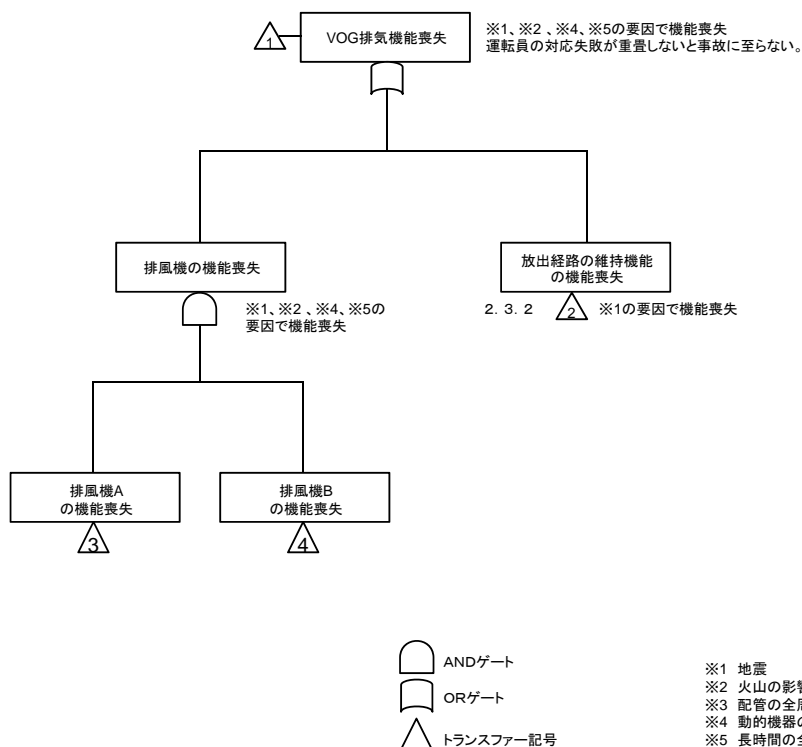 1
VOG排気機能喪失
※1、※2 、※4、※5の要因で機能喪失
運転員の対応失敗が重畳しないと事故に至らない。
排風機の機能喪失
※1、※2 、※4、※5の
要因で機能喪失
放出経路の維持機能
の機能喪失
2. 3. 2
2
※1の要因で機能喪失
排風機A
の機能喪失
3
排風機B
の機能喪失
4
ANDゲート
ORゲート
トランスファー記号
※1 地震
※2 火山の影
※3 配管の全
※4 動的機器の
※5 長時間の全